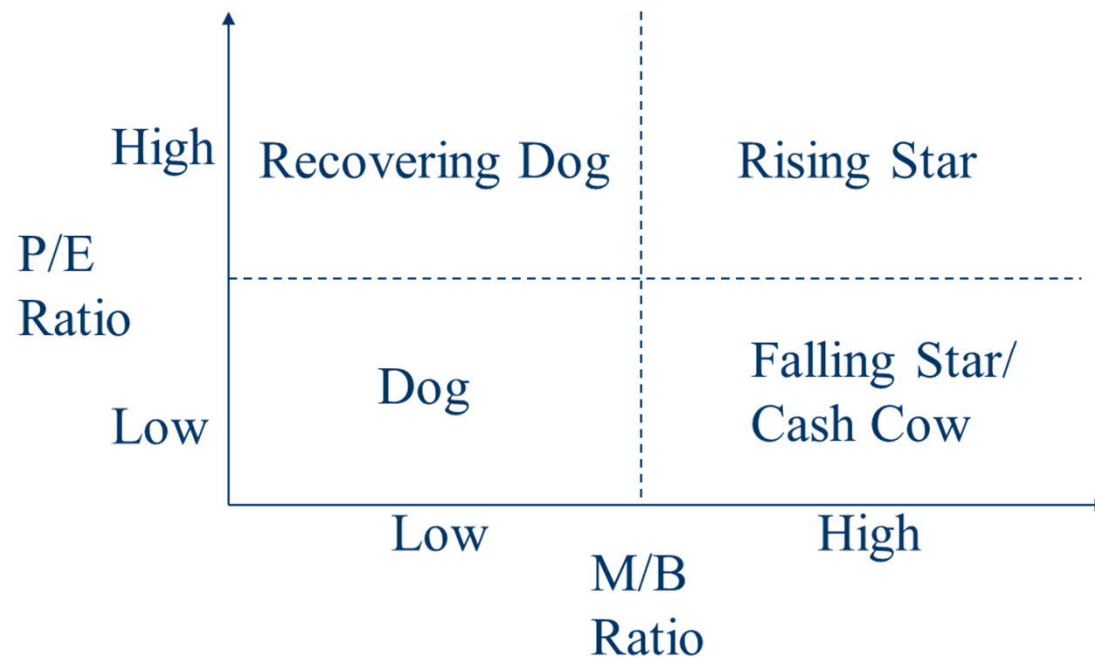 High
Recovering Dog
Rising Star
P/E
Ratio
Dog
Falling Star/
Cash Cow
Low
Low
High
M/B
Ratio